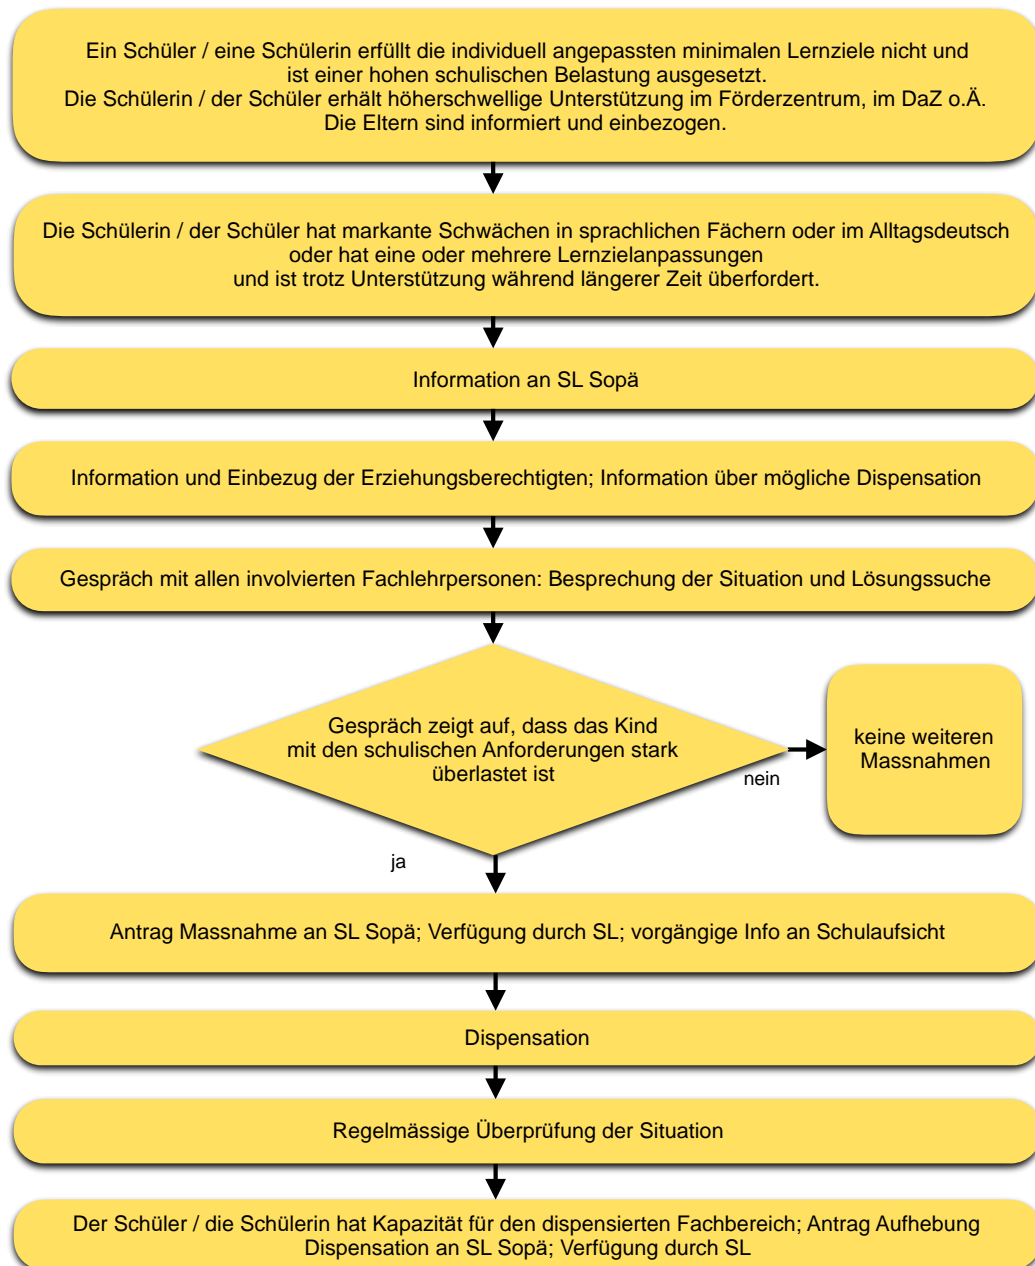 Ein Schüler / eine Schülerin erfüllt die individuell angepassten minimalen Lernziele nicht und
ist einer hohen schulischen Belastung ausgesetzt.
Die Schülerin / der Schüler erhält höherschwellige Unterstützung im Förderzentrum, im DaZ o.Ä.
Die Eltern sind informiert und einbezogen.
Die Schülerin / der Schüler hat markante Schwächen in sprachlichen Fächern oder im Alltagsdeutsch
oder hat eine oder mehrere Lernzielanpassungen
und ist trotz Unterstützung während längerer Zeit überfordert.
Information an SL Sopä
Information und Einbezug der Erziehungsberechtigten; Information über mögliche Dispensation
Gespräch mit allen involvierten Fachlehrpersonen: Besprechung der Situation und Lösungssuche
Gespräch zeigt auf, dass das Kind
mit den schulischen Anforderungen stark
überlastet ist
nein
keine weiteren
Massnahmen
ja
Antrag Massnahme an SL Sopä; Verfügung durch SL; vorgängige Info an Schulaufsicht
Dispensation
Regelmässige Überprüfung der Situation
Der Schüler / die Schülerin hat Kapazität für den dispensierten Fachbereich; Antrag Aufhebung
Dispensation an SL Sopä; Verfügung durch SL